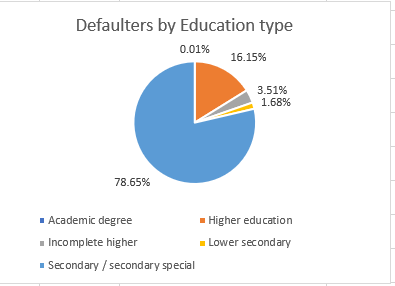 Defaulters by Education type
0.01%
16.15%
3.51%
1.68%
78.65%
Academic degree
Higher education
Incomplete higher
Lower secondary
Secondary / secondary special